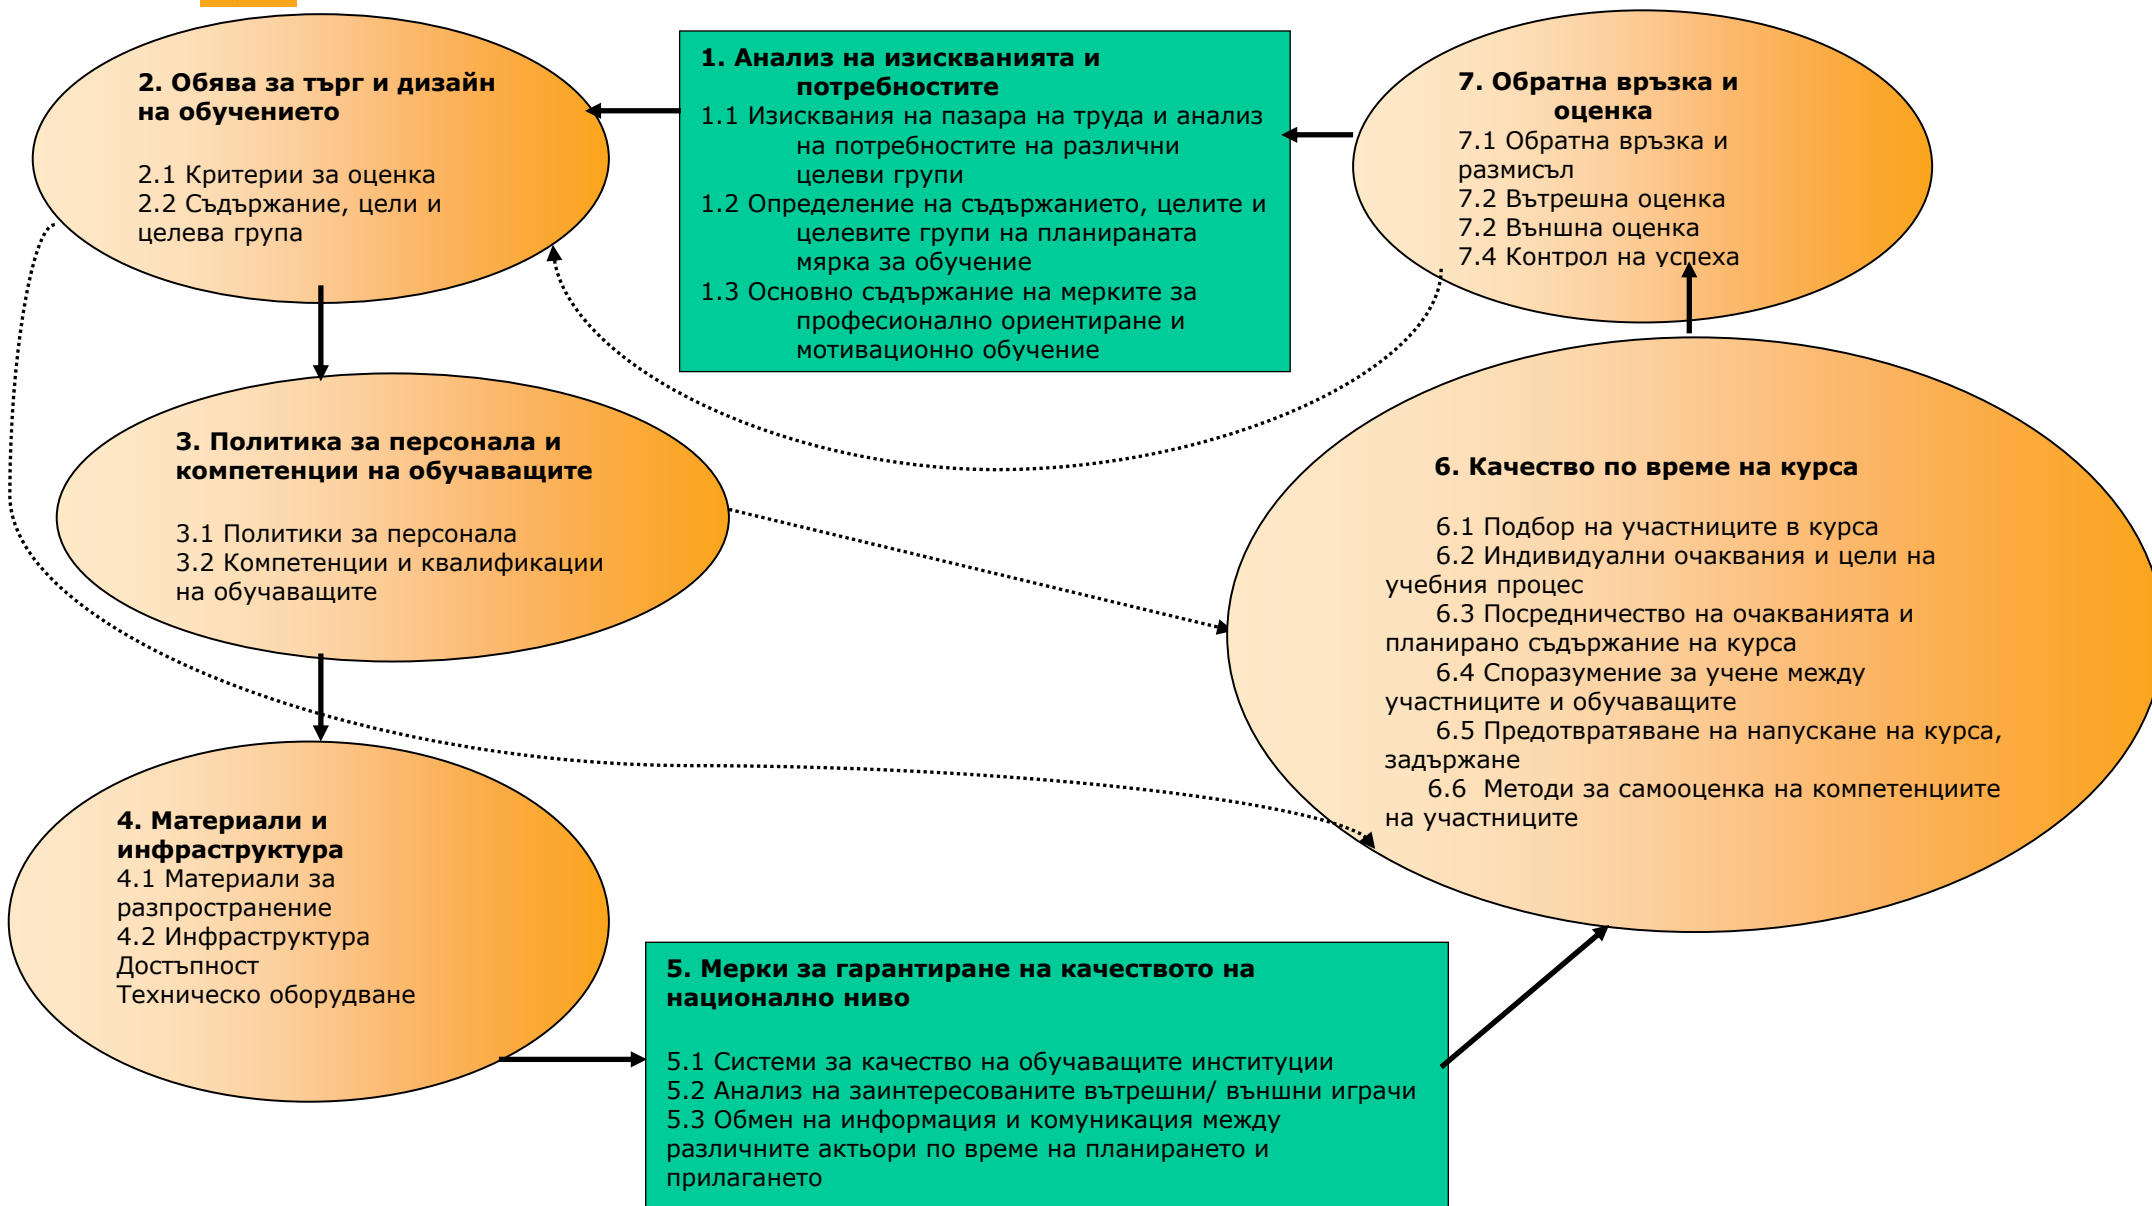 1. Анализ на изискванията и
потребностите
1.1 Изисквания на пазара на труда и анализ
на потребностите на различни
целеви групи
1.2 Определение на съдържанието, целите и
целевите групи на планираната
мярка за обучение
1.3 Основно съдържание на мерките за
професионално ориентиране и
мотивационно обучение
2. Обява за търг и дизайн
на обучението
2.1 Критерии за оценка
2.2 Съдържание, цели и
целева група
3. Политика за персонала и
компетенции на обучаващите
3.1 Политики за персонала
3.2 Компетенции и квалификации
на обучаващите
4. Материали и
инфраструктура
4.1 Материали за
разпространение
4.2 Инфраструктура
Достъпност
Техническо оборудване
5. Мерки за гарантиране на качеството на
национално ниво
5.1 Системи за качество на обучаващите институции
5.2 Анализ на заинтересованите вътрешни/ външни играчи
5.3 Обмен на информация и комуникация между
различните актьори по време на планирането и
прилагането
6. Качество по време на курса
6.1 Подбор на участниците в курса
6.2 Индивидуални очаквания и цели на
учебния процес
6.3 Посредничество на очакванията и
планирано съдържание на курса
6.4 Споразумение за учене между
участниците и обучаващите
6.5 Предотвратяване на напускане на курса,
задържане
6.6 Методи за самооценка на компетенциите
на участниците
7. Обратна връзка и
оценка
7.1 Обратна връзка и
размисъл
7.2 Вътрешна оценка
7.2 Външна оценка
7.4 Контрол на успеха